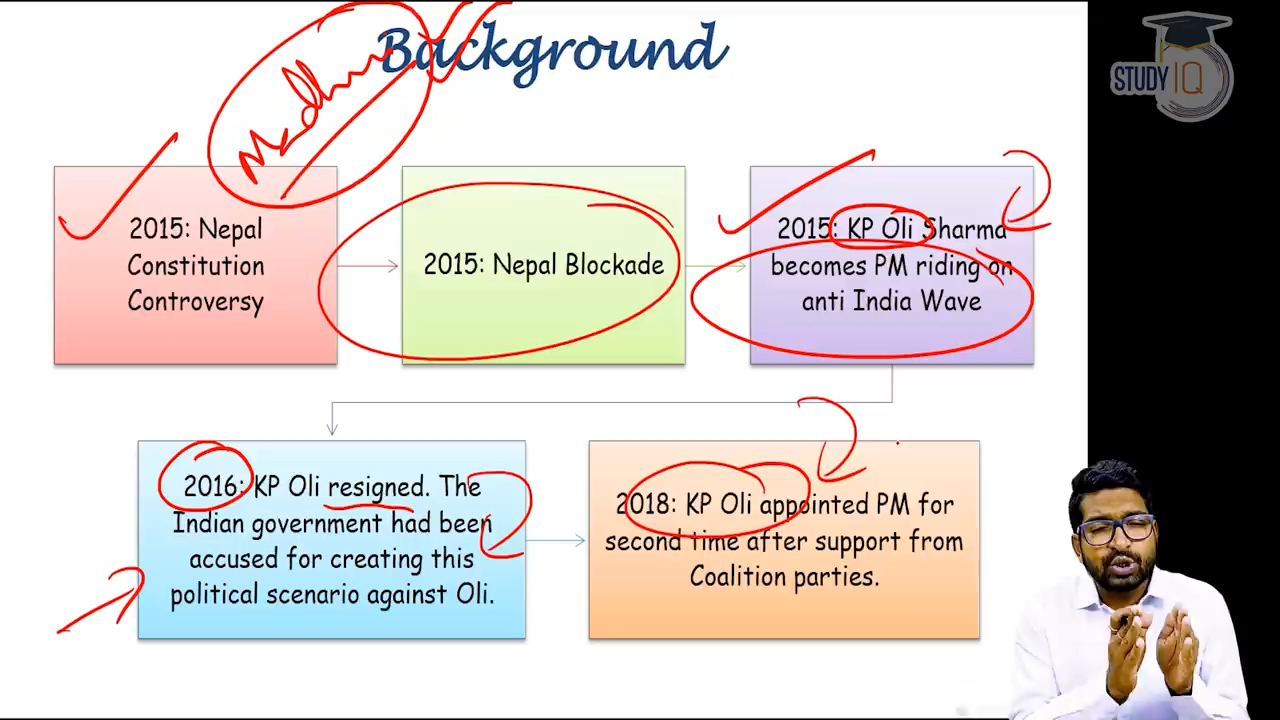 Background
STUDY IQ
2015: Nepal
Constitution
Controversy
2015: Nepal Blockade
2015: KP Oli Sharma
becomes PM riding on
anti India Wave
2016: KP Oli resigned. The
Indian government had been
accused for creating this
political scenario against Oli.
2018: KP Oli appointed PM for
second time after support from
Coalition parties.